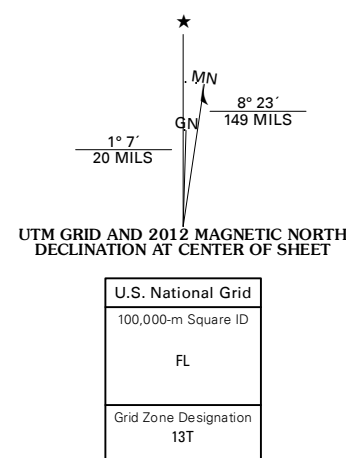 ★
MN
GN
8° 23´
149 MILS
1° 7´
20 MILS
UTM GRID AND 2012 MAGNETIC NORTH
DECLINATION AT CENTER OF SHEET
U.S. National Grid
100,000-m Square ID
FL
Grid Zone Designation
13T